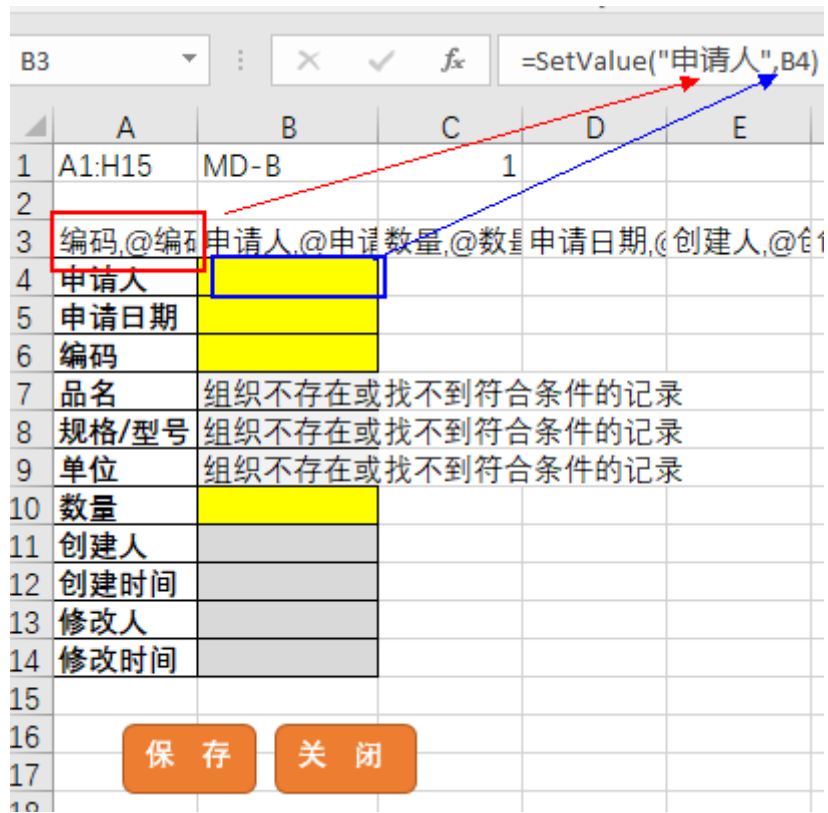 B3 fx =SetValue("申请人",B4)
A B C D E
1 A1:H15 MD-B 1
2
3 编码,@编码 申请人,@申请 数量,@数量 申请日期, 创建人,@
4 申请人
5 申请日期
6 编码
7 品名 组织不存在或找不到符合条件的记录
8 规格/型号 组织不存在或找不到符合条件的记录
9 单位 组织不存在或找不到符合条件的记录
10 数量
11 创建人
12 创建时间
13 修改人
14 修改时间
15
16
保 存 关 闭
17
18